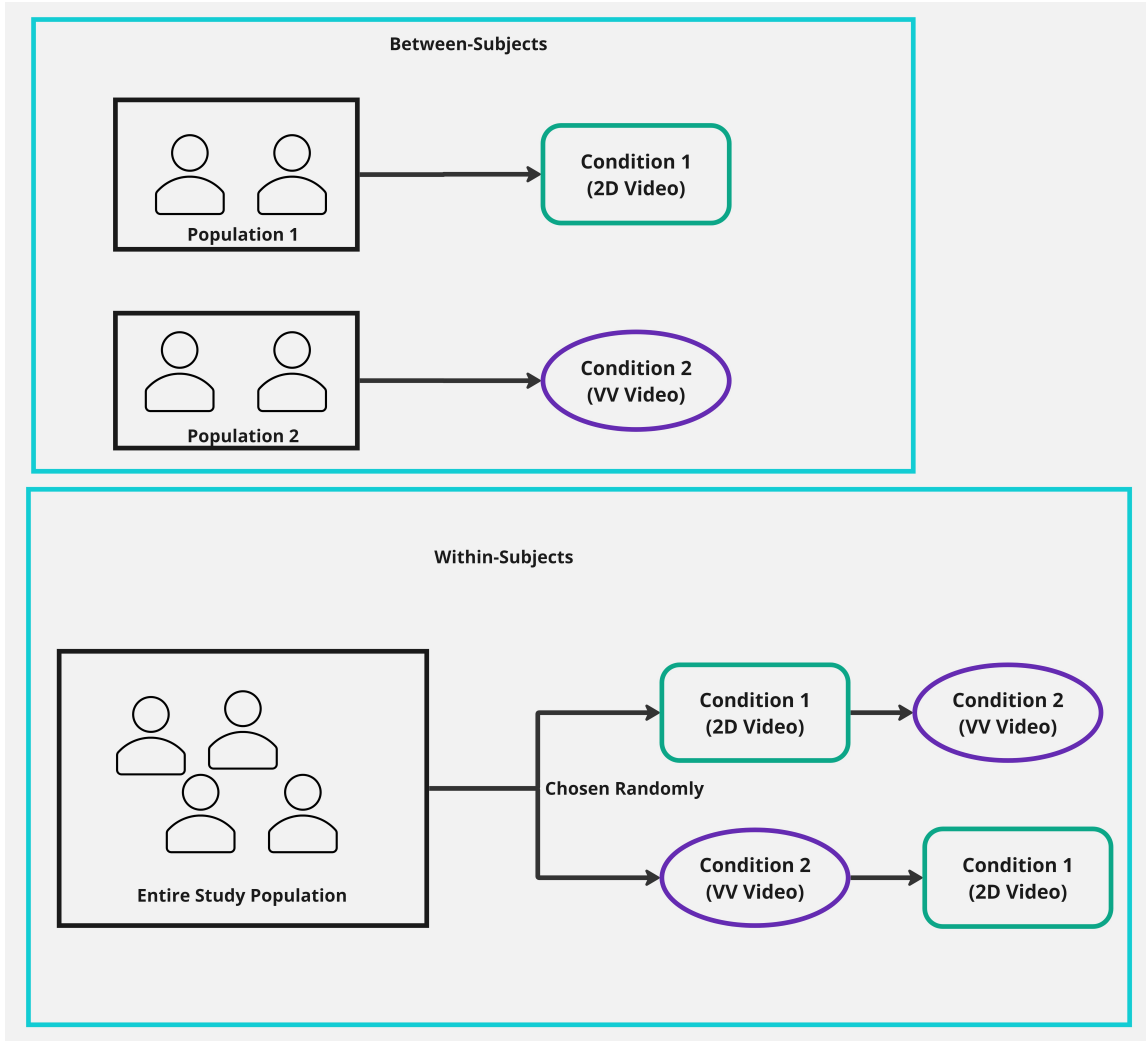 Between-Subjects
Condition 1
(2D Video)
Population 1
Condition 2
(VV Video)
Population 2
Within-Subjects
Condition 1
(2D Video)
Condition 2
(VV Video)
Chosen Randomly
Condition 2
(VV Video)
Condition 1
(2D Video)
Entire Study Population